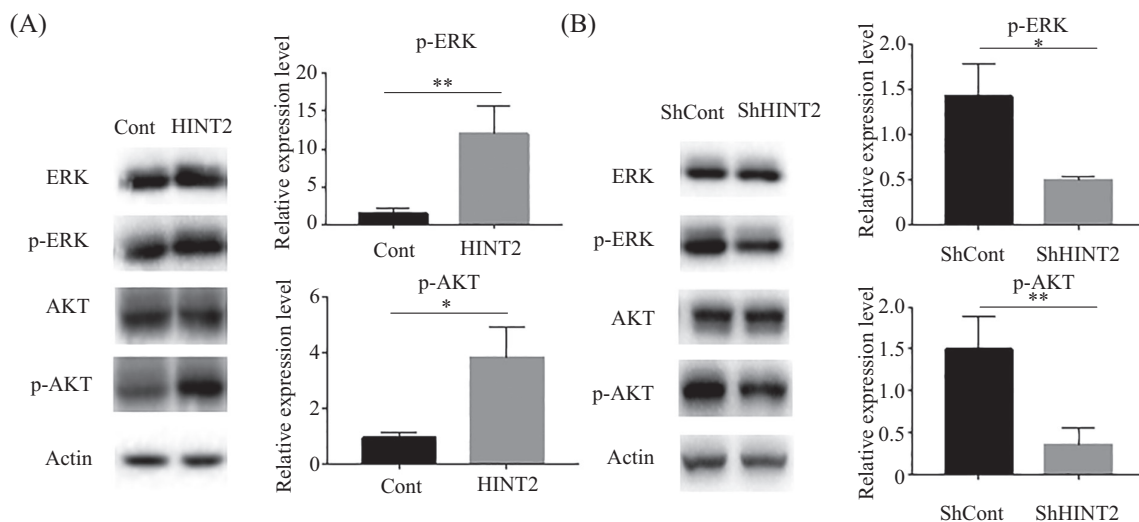 (A)
Cont HINT2
ERK
p-ERK
AKT
p-AKT
Actin
p-ERK
**
Relative expression level
20
15
10
5
0
Cont HINT2
p-AKT
*
Relative expression level
6
4
2
0
Cont HINT2
(B)
ShCont ShHINT2
ERK
p-ERK
AKT
p-AKT
Actin
p-ERK
*
Relative expression level
2.0
1.5
1.0
0.5
0
ShCont ShHINT2
p-AKT
**
Relative expression level
1.5
1.5
1.0
0.5
0
ShCont ShHINT2